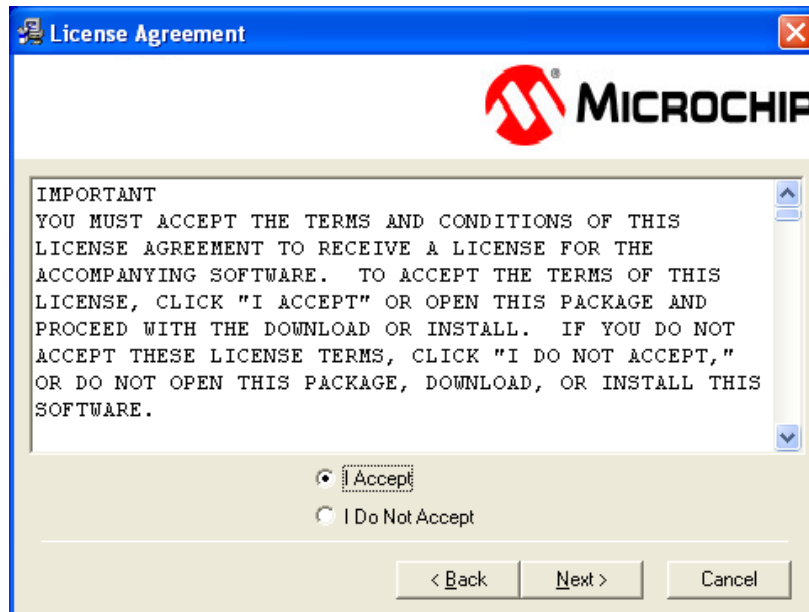 License Agreement
MICROCHIP
IMPORTANT
YOU MUST ACCEPT THE TERMS AND CONDITIONS OF THIS
LICENSE AGREEMENT TO RECEIVE A LICENSE FOR THE
ACCOMPANYING SOFTWARE.  TO ACCEPT THE TERMS OF THIS
LICENSE, CLICK "I ACCEPT" OR OPEN THIS PACKAGE AND
PROCEED WITH THE DOWNLOAD OR INSTALL.  IF YOU DO NOT
ACCEPT THESE LICENSE TERMS, CLICK "I DO NOT ACCEPT,"
OR DO NOT OPEN THIS PACKAGE, DOWNLOAD, OR INSTALL THIS
SOFTWARE.
I Accept
I Do Not Accept
< Back Next > Cancel